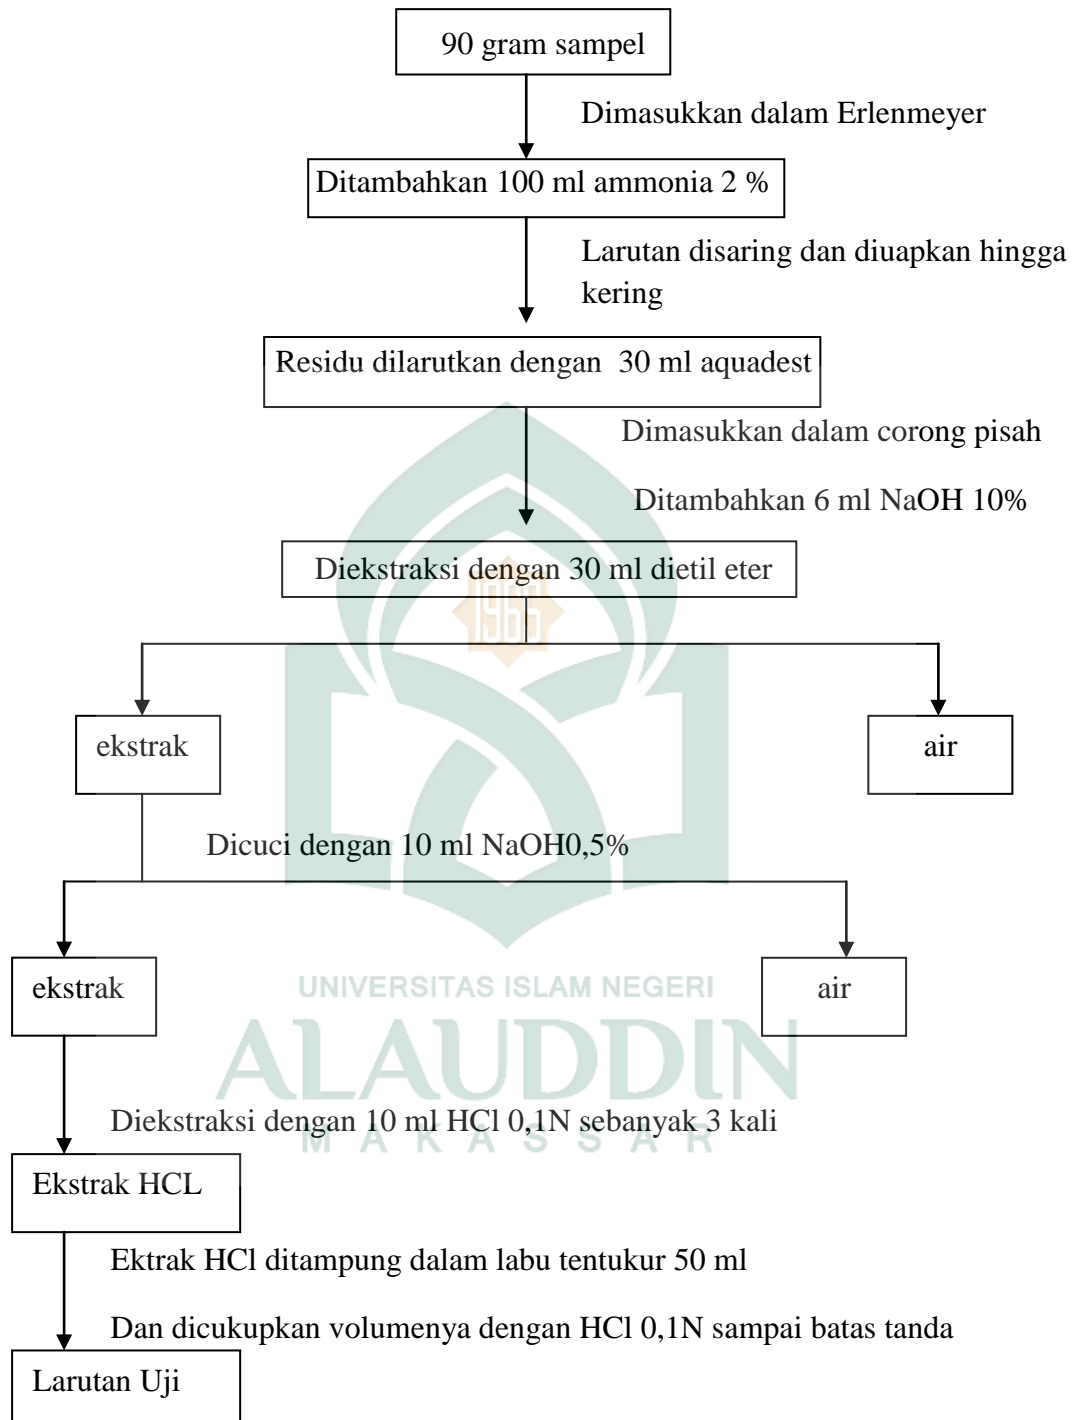 90 gram sampel
Dimasukkan dalam Erlenmeyer
Ditambahkan 100 ml ammonia 2 %
Larutan disaring dan diuapkan hingga
kering
Residu dilarutkan dengan 30 ml aquadest
Dimasukkan dalam corong pisah
Ditambahkan 6 ml NaOH 10%
Diekstraksi dengan 30 ml dietil eter
1965
ekstrak
air
Dicuci dengan 10 ml NaOH0,5%
ekstrak
air
UNIVERSITAS ISLAM NEGERI
ALAUDDIN
Diekstraksi dengan 10 ml HCl 0,1N sebanyak 3 kali
MAKASSAR
Ekstrak HCL
Ektrak HCl ditampung dalam labu tentukur 50 ml
Dan dicukupkan volumenya dengan HCl 0,1N sampai batas tanda
Larutan Uji